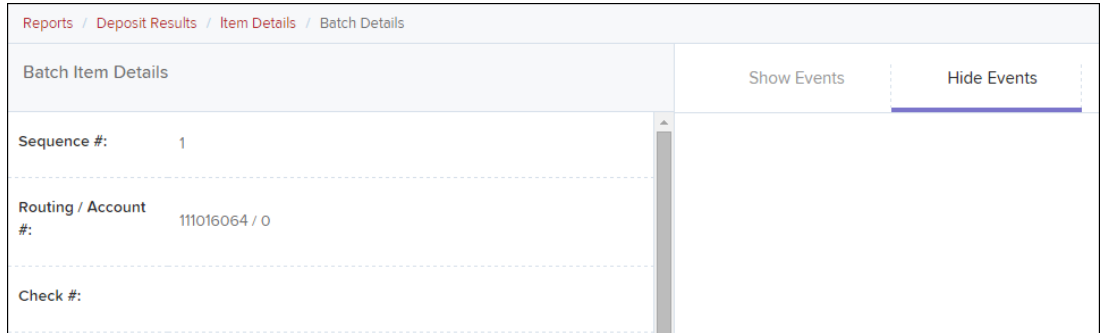 Reports / Deposit Results / Item Details / Batch Details
Batch Item Details
Show Events
Hide Events
Sequence #:
1
Routing / Account
#:
111016064 / 0
Check #: